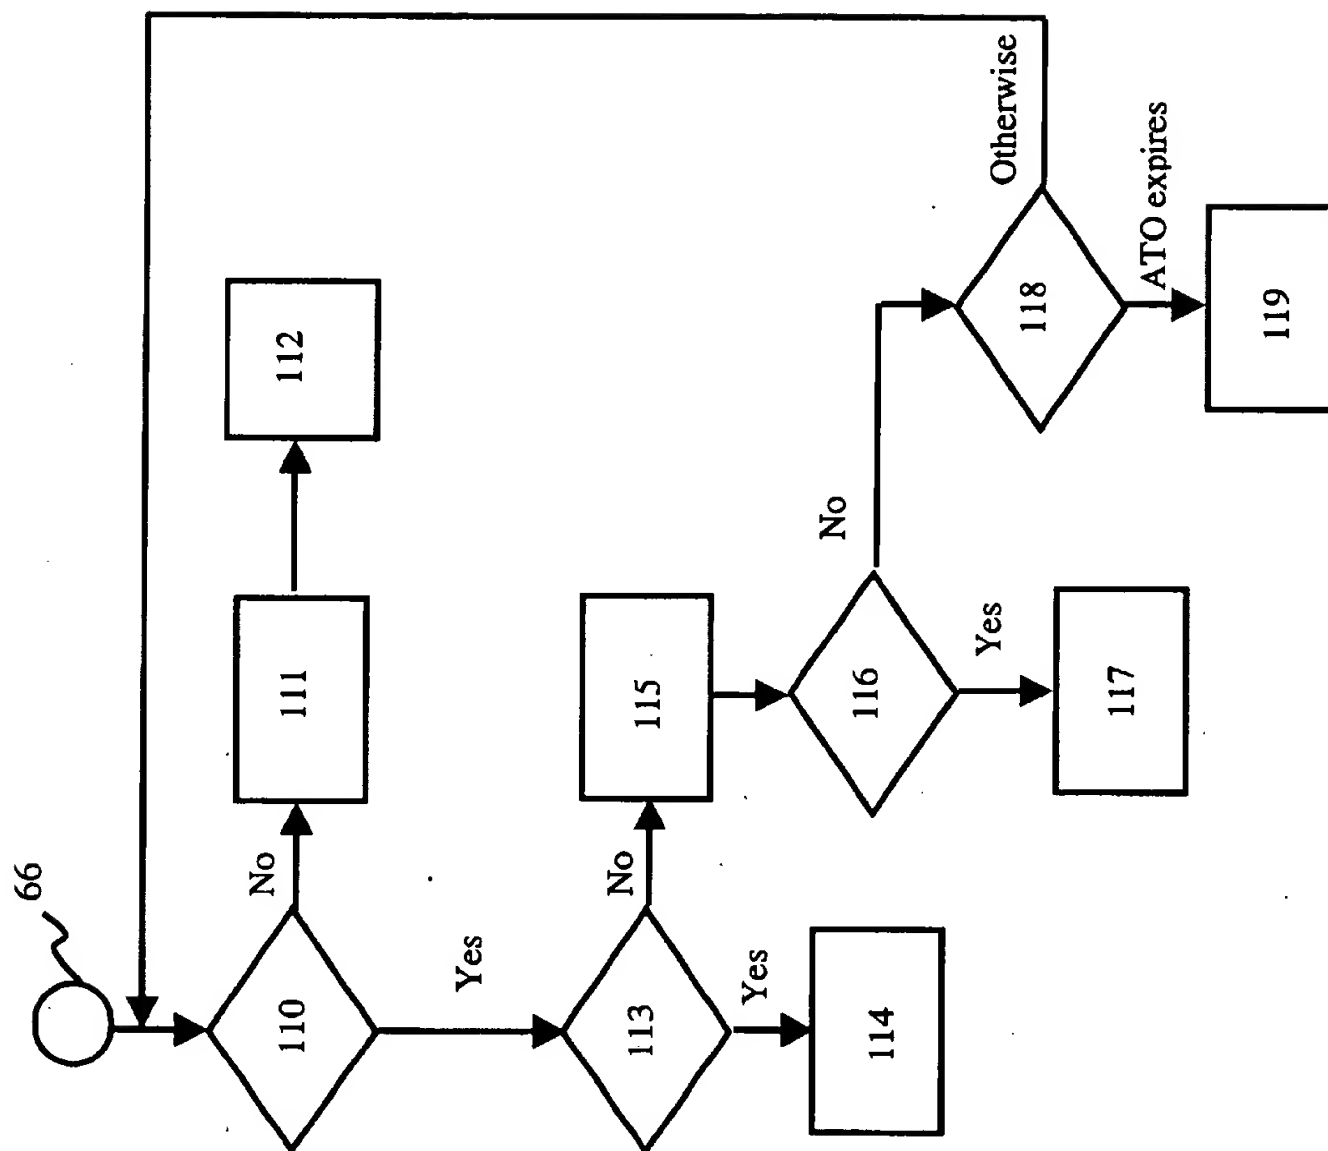 66
110
No
111
112
Yes
113
No
115
Yes
114
116
No
Yes
117
118
Otherwise
ATO expires
119